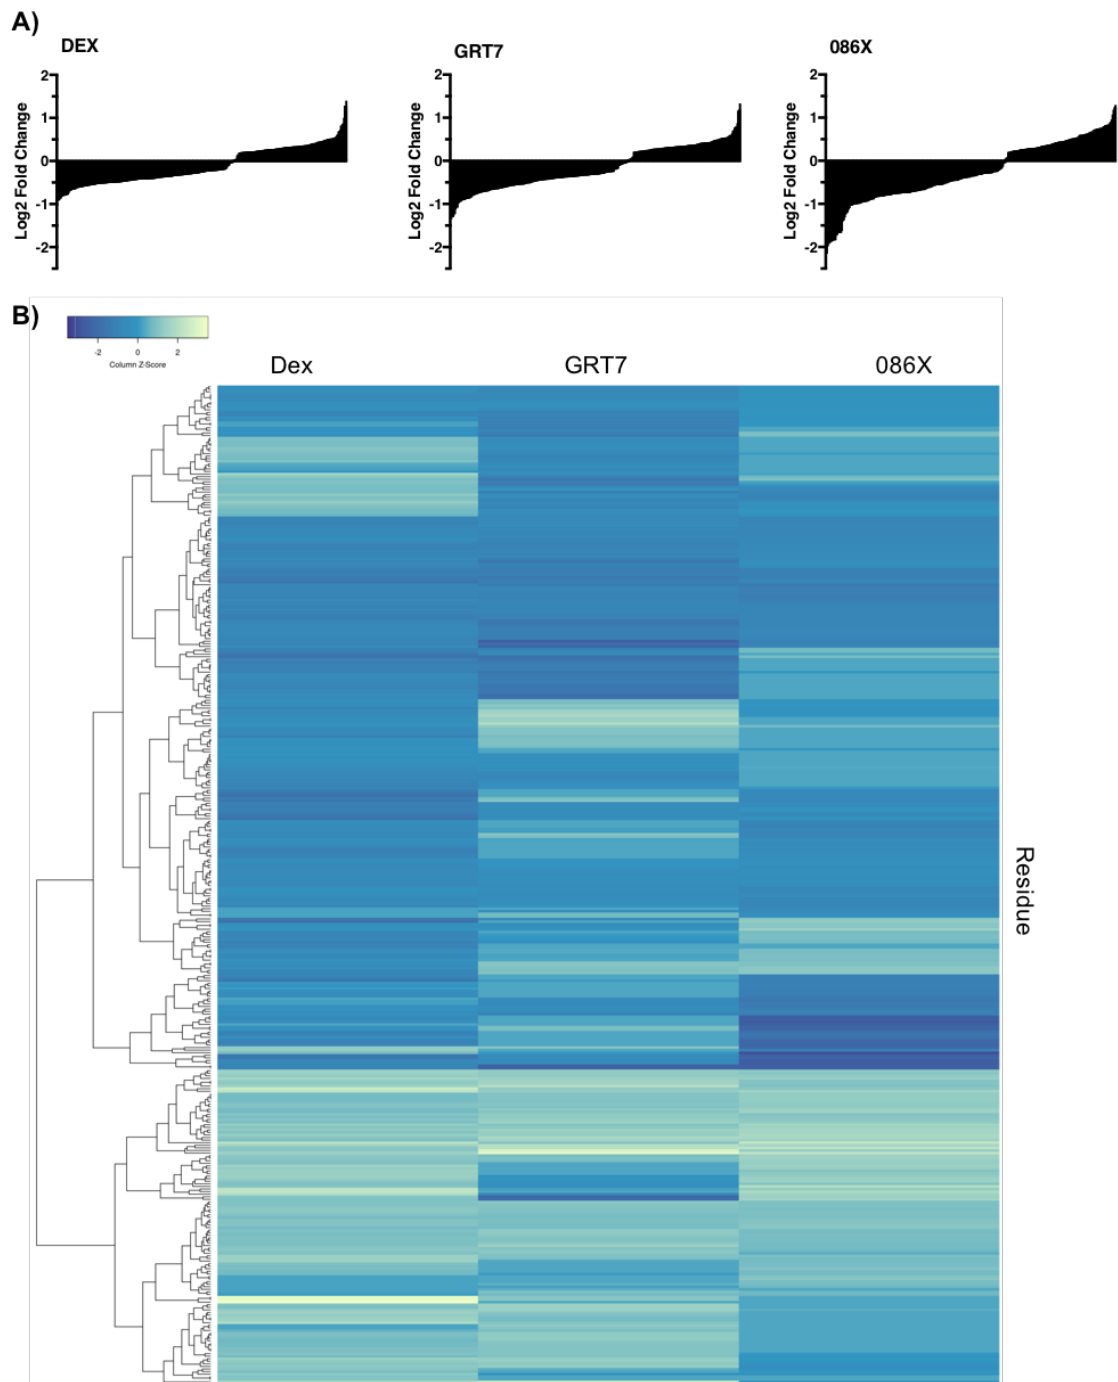 A)
DEX
GRT7
086X
Log2 Fold Change
2
1
0
-1
-2
Log2 Fold Change
2
1
0
-1
-2
Log2 Fold Change
2
1
0
-1
-2
B)
-2 0 2
Column Z-Score
Dex GRT7 086X
Residue